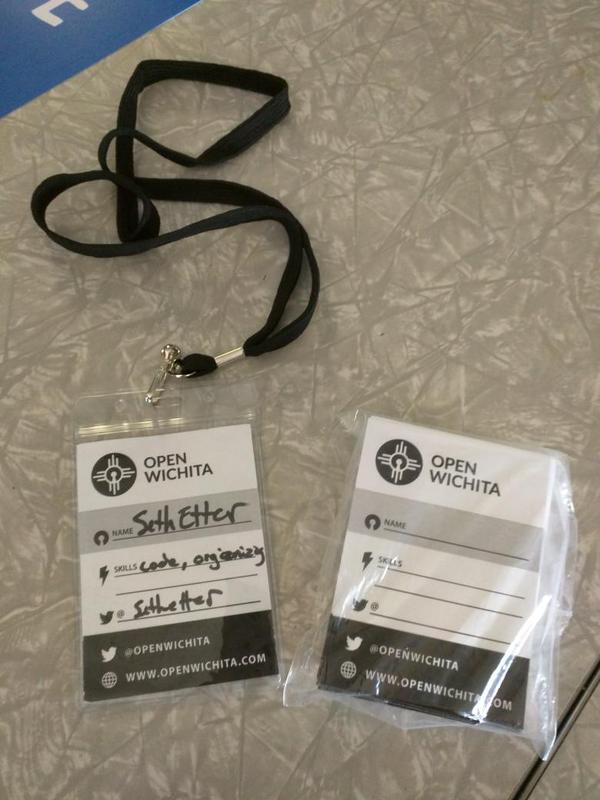 OPEN
WICHITA
NAME Seth Etter
SKILLS code, organizing
@ sethetter
@OPENWICHITA
WWW.OPENWICHITA.COM
OPEN
WICHITA
NAME
SKILLS
@
@OPENWICHITA
WWW.OPENWICHITA.COM